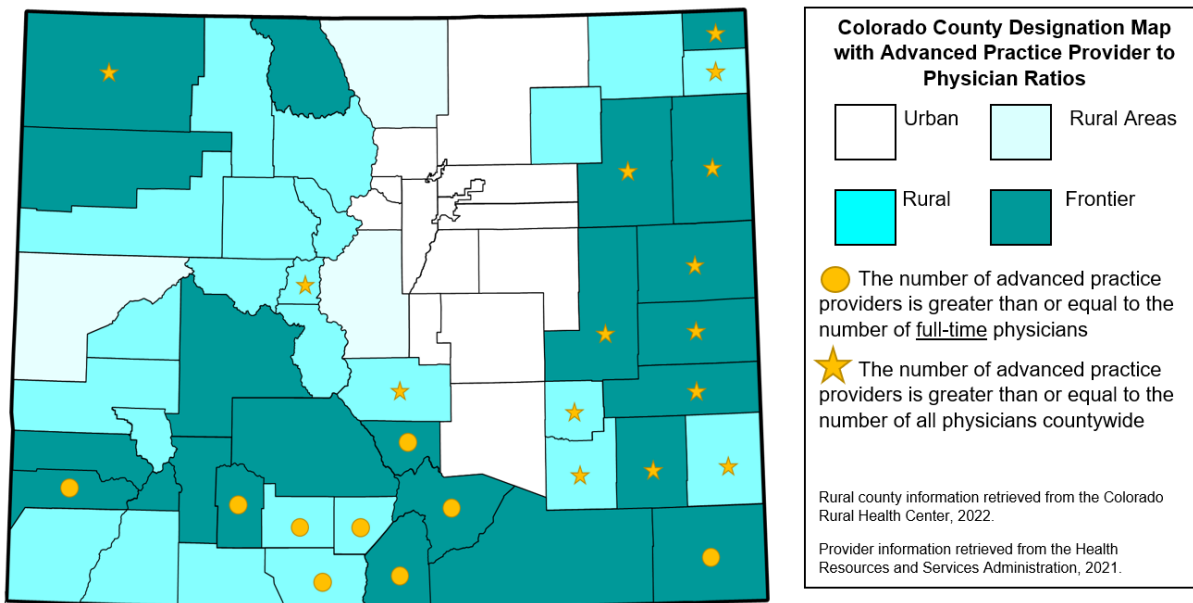 Colorado County Designation Map
with Advanced Practice Provider to
Physician Ratios
Urban
Rural Areas
Rural
Frontier
The number of advanced practice
providers is greater than or equal to the
number of full-time physicians
The number of advanced practice
providers is greater than or equal to the
number of all physicians countywide
Rural county information retrieved from the Colorado
Rural Health Center, 2022.
Provider information retrieved from the Health
Resources and Services Administration, 2021.